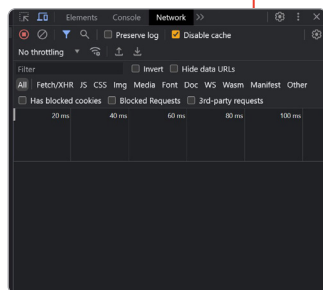 Elements Console Network
Preserve log Disable cache
No throttling
Filter Invert Hide data URLs
All Fetch/XHR JS CSS Img Media Font Doc WS Wasm Manifest Other
Has blocked cookies Blocked Requests 3rd-party requests
20 ms 40 ms 60 ms 80 ms 100 ms